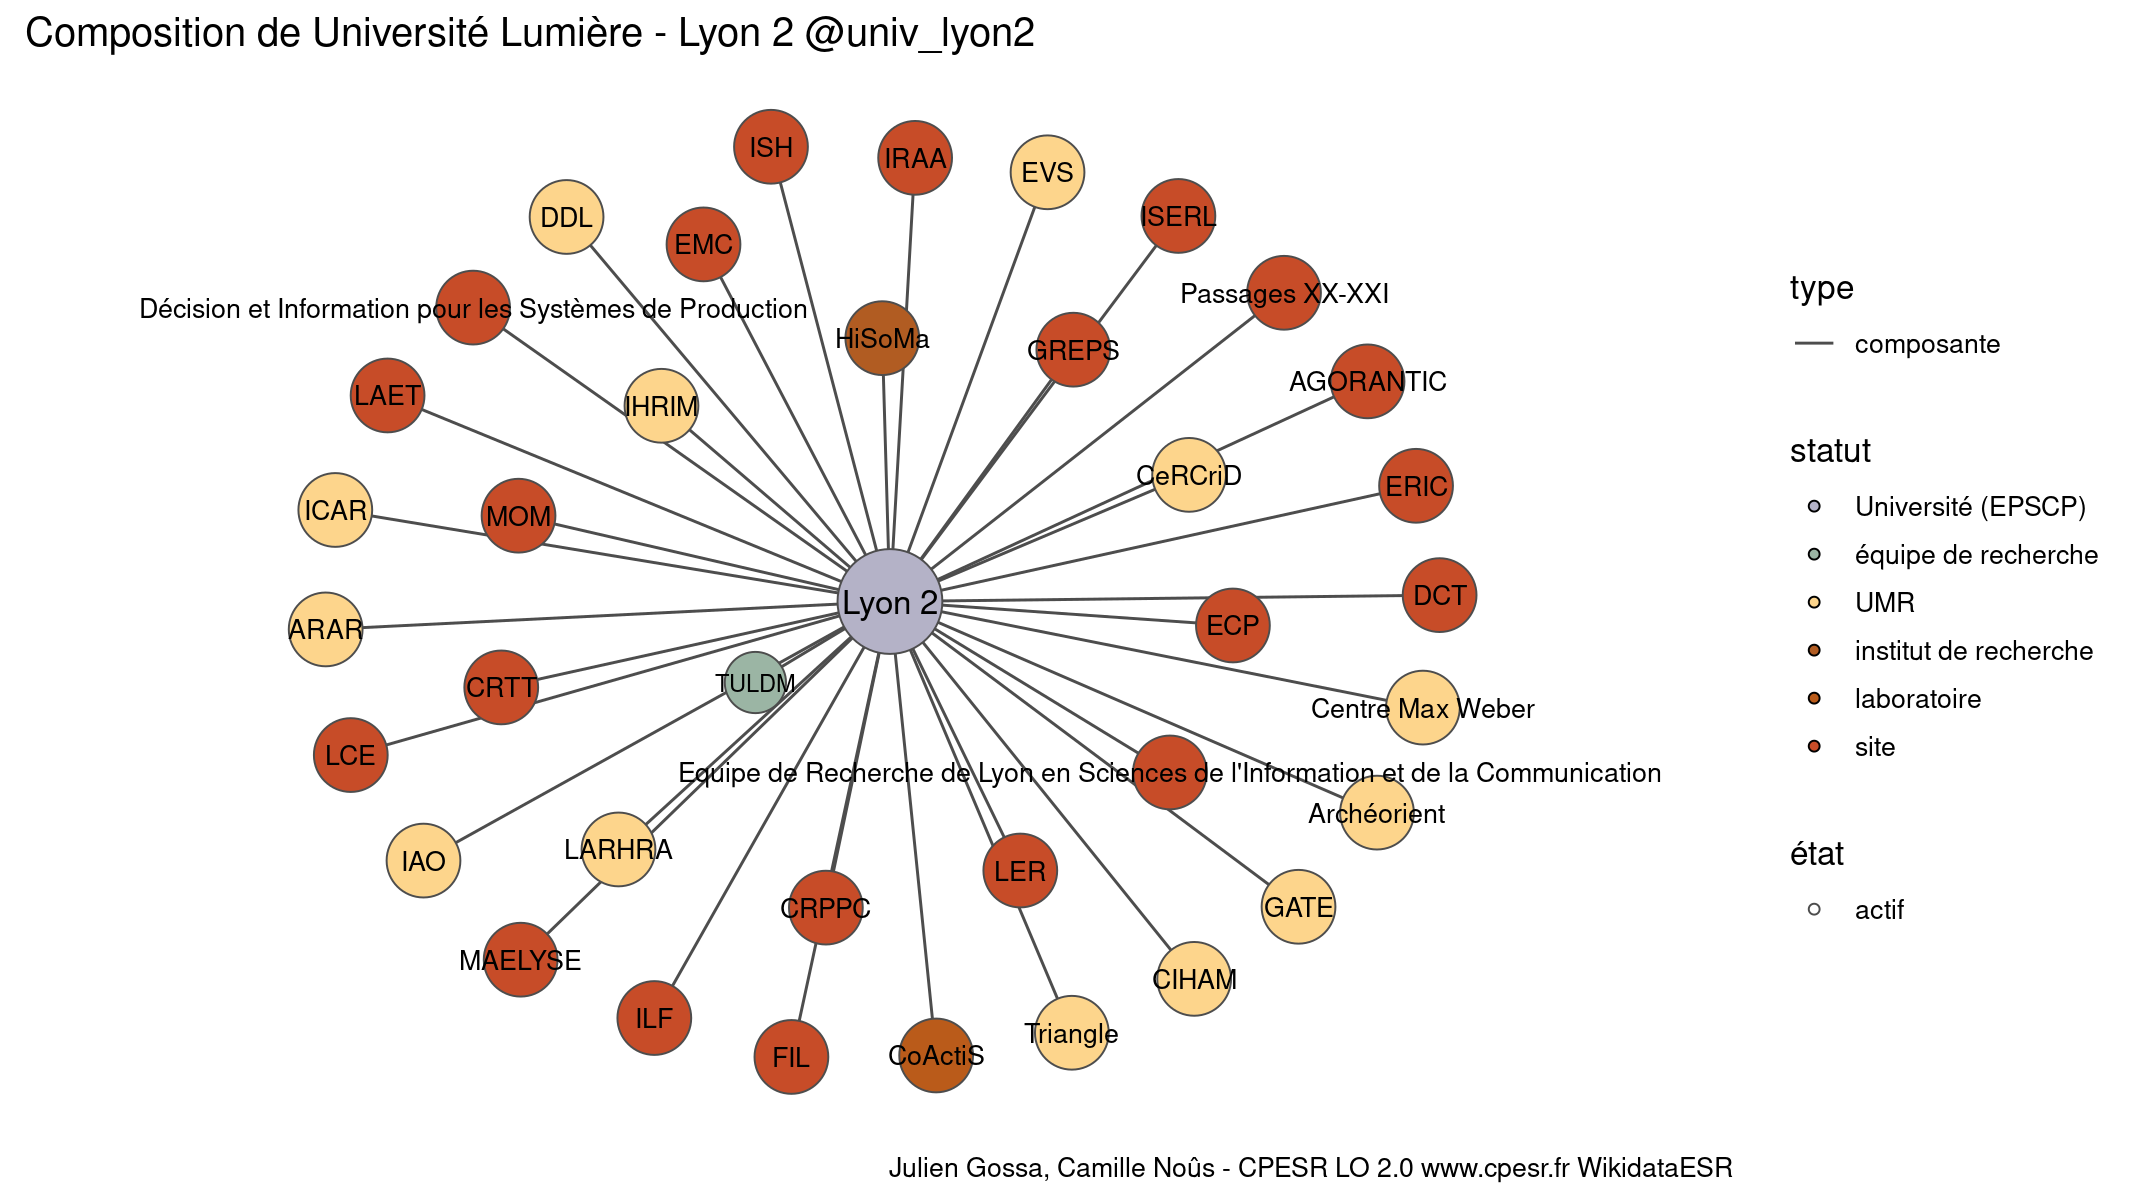 Composition de Université Lumière - Lyon 2 @univ_lyon2
ISH
IRAA
EVS
DDL
ISERL
EMC
Passages XX-XXI
Décision et Information pour les Systèmes de Production
HiSoMa
GREPS
AGORANTIC
LAET
IHRIM
CeRCriD
ERIC
ICAR
MOM
DCT
Lyon 2
ECP
ARAR
TULDM
CRTT
Centre Max Weber
LCE
Equipe de Recherche de Lyon en Sciences de l'Information et de la Communication
Archéorient
LARHRA
IAO
LER
CRPPC
GATE
MAELYSE
CIHAM
ILF
Triangle
FIL
CoActiS
type
composante
statut
Université (EPSCP)
équipe de recherche
UMR
institut de recherche
laboratoire
site
état
actif
Julien Gossa, Camille Noûs - CPESR LO 2.0 www.cpesr.fr WikidataESR